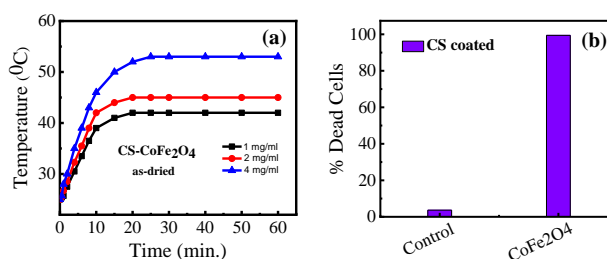 (a)
Temperature (⁰C)
60
50
40
30
CS-CoFe₂O₄
as-dried
1 mg/ml
2 mg/ml
4 mg/ml
0 10 20 30 40 50 60
Time (min.)
(b)
CS coated
% Dead Cells
100
80
60
40
20
0
Control
CoFe2O4